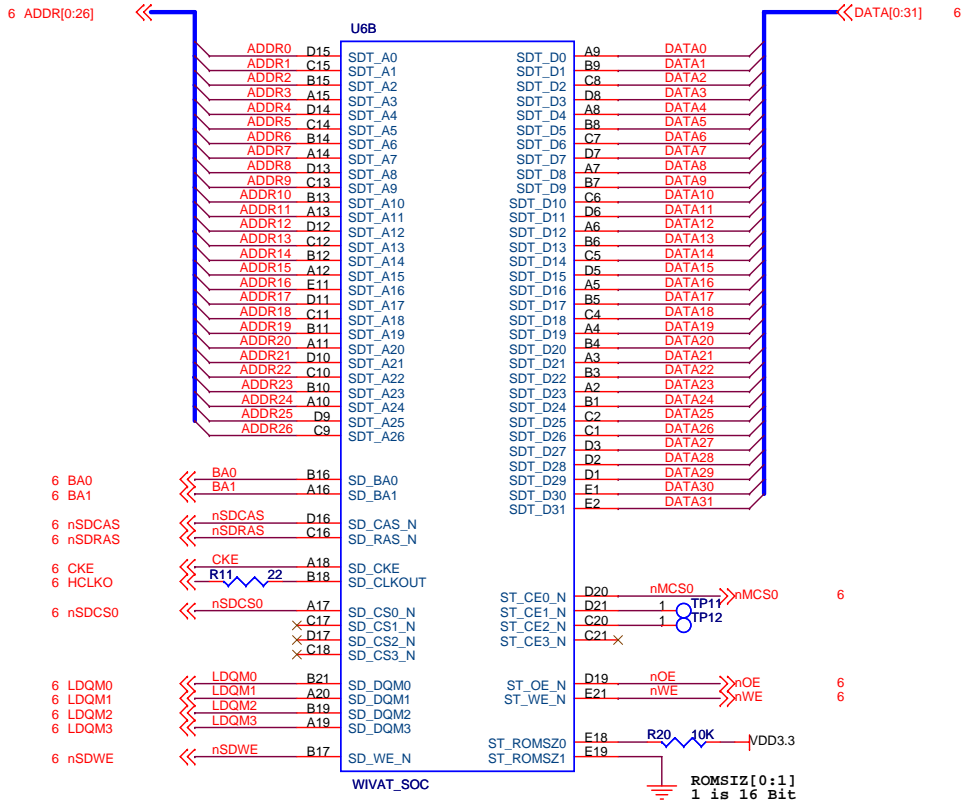 6 ADDR[0:26] DATA[0:31] 6
U6B
ADDR0 D15 SDT_A0 SDT_D0 A9 DATA0
ADDR1 C15 SDT_A1 SDT_D1 B9 DATA1
ADDR2 B15 SDT_A2 SDT_D2 C8 DATA2
ADDR3 A15 SDT_A3 SDT_D3 D8 DATA3
ADDR4 D14 SDT_A4 SDT_D4 A8 DATA4
ADDR5 C14 SDT_A5 SDT_D5 B8 DATA5
ADDR6 B14 SDT_A6 SDT_D6 C7 DATA6
ADDR7 A14 SDT_A7 SDT_D7 D7 DATA7
ADDR8 D13 SDT_A8 SDT_D8 A7 DATA8
ADDR9 C13 SDT_A9 SDT_D9 B7 DATA9
ADDR10 B13 SDT_A10 SDT_D10 C6 DATA10
ADDR11 A13 SDT_A11 SDT_D11 D6 DATA11
ADDR12 D12 SDT_A12 SDT_D12 A6 DATA12
ADDR13 C12 SDT_A13 SDT_D13 B6 DATA13
ADDR14 B12 SDT_A14 SDT_D14 C5 DATA14
ADDR15 A12 SDT_A15 SDT_D15 D5 DATA15
ADDR16 E11 SDT_A16 SDT_D16 A5 DATA16
ADDR17 D11 SDT_A17 SDT_D17 B5 DATA17
ADDR18 C11 SDT_A18 SDT_D18 C4 DATA18
ADDR19 B11 SDT_A19 SDT_D19 A4 DATA19
ADDR20 A11 SDT_A20 SDT_D20 B4 DATA20
ADDR21 D10 SDT_A21 SDT_D21 A3 DATA21
ADDR22 C10 SDT_A22 SDT_D22 B3 DATA22
ADDR23 B10 SDT_A23 SDT_D23 A2 DATA23
ADDR24 A10 SDT_A24 SDT_D24 B1 DATA24
ADDR25 D9 SDT_A25 SDT_D25 C2 DATA25
ADDR26 C9 SDT_A26 SDT_D26 C1 DATA26
SDT_D27 D3 DATA27
SDT_D28 D2 DATA28
6 BA0 BA0 B16 SD_BA0 SDT_D29 D1 DATA29
6 BA1 BA1 A16 SD_BA1 SDT_D30 E1 DATA30
SDT_D31 E2 DATA31
6 nSDCAS nSDCAS D16 SD_CAS_N
6 nSDRAS nSDRAS C16 SD_RAS_N
6 CKE CKE A18 SD_CKE
6 HCLKO R11 22 B18 SD_CLKOUT
ST_CE0_N D20 nMCS0 nMCS0 6
6 nSDCS0 nSDCS0 A17 SD_CS0_N ST_CE1_N D21 1 TP11
C17 SD_CS1_N ST_CE2_N C20 1 TP12
D17 SD_CS2_N ST_CE3_N C21
C18 SD_CS3_N
6 LDQM0 LDQM0 B21 SD_DQM0 ST_OE_N D19 nOE nOE 6
6 LDQM1 LDQM1 A20 SD_DQM1 ST_WE_N E21 nWE nWE 6
6 LDQM2 LDQM2 B19 SD_DQM2
6 LDQM3 LDQM3 A19 SD_DQM3
ST_ROMSZ0 E18 R20 10K VDD3.3
6 nSDWE nSDWE B17 SD_WE_N ST_ROMSZ1 E19
WIVAT_SOC
ROMSIZ[0:1]
1 is 16 Bit